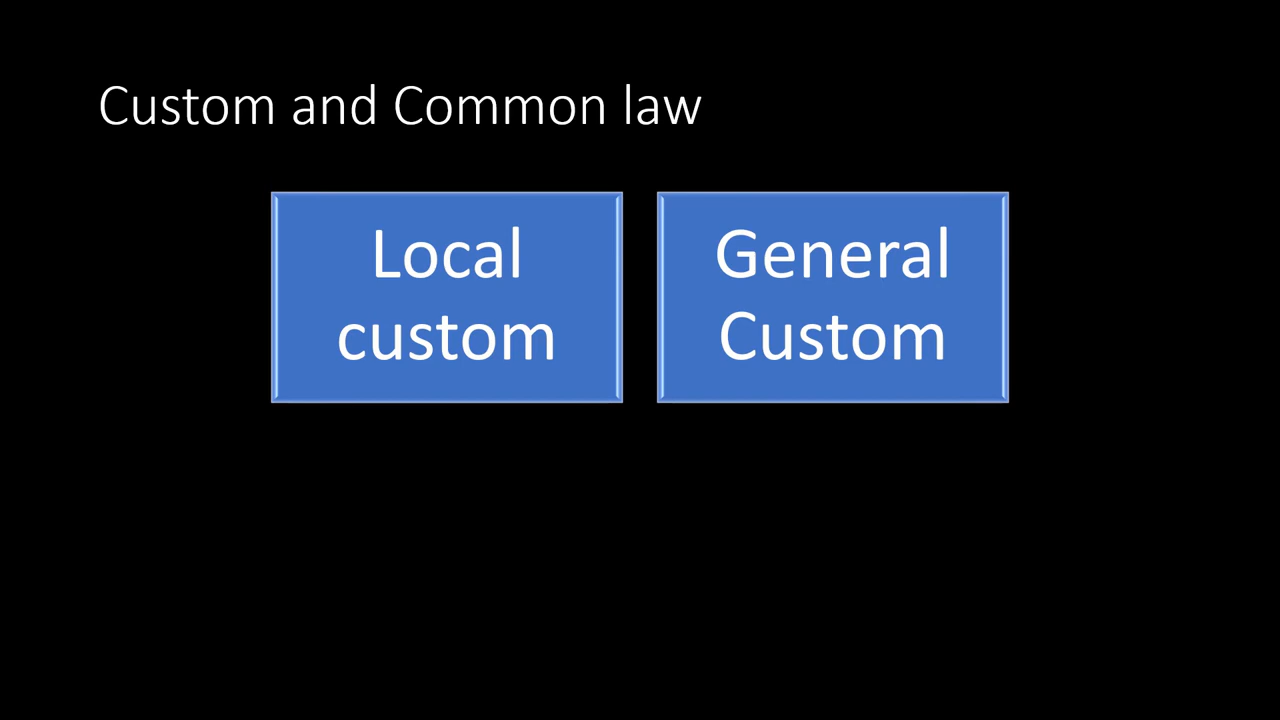 Custom and Common law
Local
custom
General
Custom